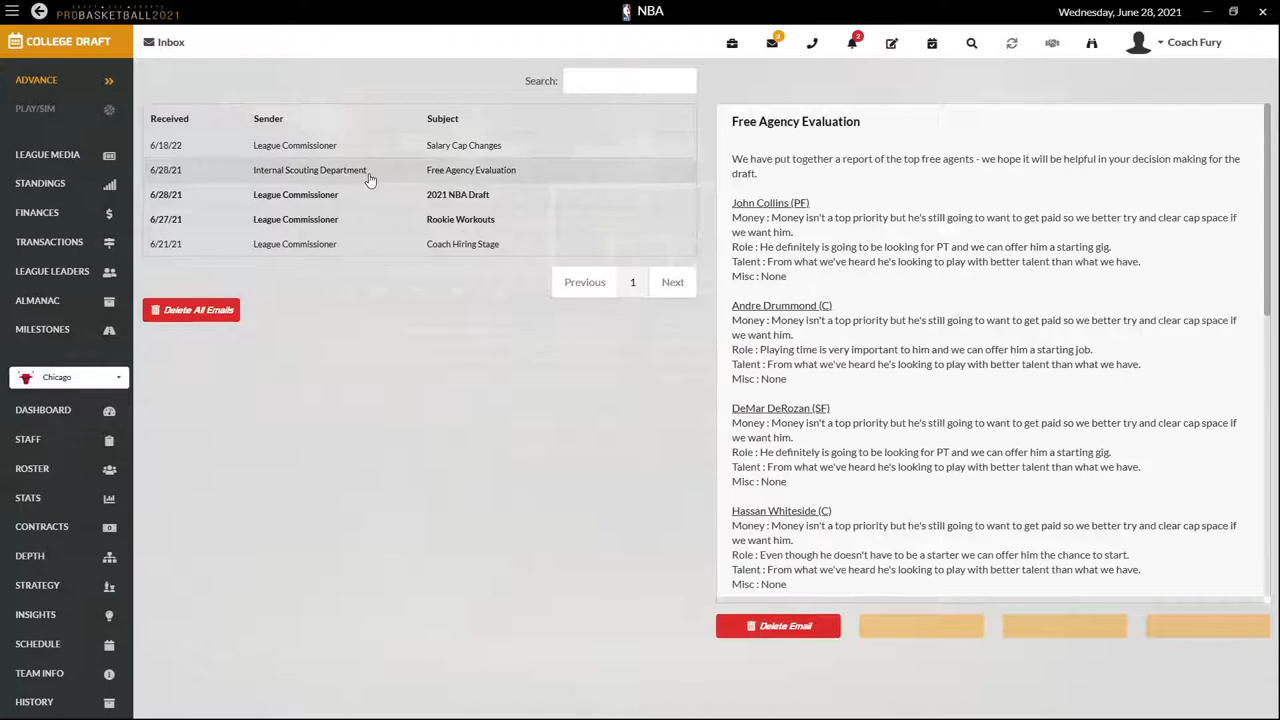 DRAFT DAY SPORTS
PROBASKETBALL2021
NBA
Wednesday, June 28, 2021
COLLEGE DRAFT
Inbox
3
2
Coach Fury
ADVANCE
PLAY/SIM
LEAGUE MEDIA
STANDINGS
FINANCES
TRANSACTIONS
LEAGUE LEADERS
ALMANAC
MILESTONES
Chicago
DASHBOARD
STAFF
ROSTER
STATS
CONTRACTS
DEPTH
STRATEGY
INSIGHTS
SCHEDULE
TEAM INFO
HISTORY
Search:
Received Sender Subject
6/18/22 League Commissioner Salary Cap Changes
6/28/21 Internal Scouting Department Free Agency Evaluation
6/28/21 League Commissioner 2021 NBA Draft
6/27/21 League Commissioner Rookie Workouts
6/21/21 League Commissioner Coach Hiring Stage
Previous 1 Next
Delete All Emails
Free Agency Evaluation
We have put together a report of the top free agents - we hope it will be helpful in your decision making for the
draft.
John Collins (PF)
Money : Money isn't a top priority but he's still going to want to get paid so we better try and clear cap space if
we want him.
Role : He definitely is going to be looking for PT and we can offer him a starting gig.
Talent : From what we've heard he's looking to play with better talent than what we have.
Misc : None
Andre Drummond (C)
Money : Money isn't a top priority but he's still going to want to get paid so we better try and clear cap space if
we want him.
Role : Playing time is very important to him and we can offer him a starting job.
Talent : From what we've heard he's looking to play with better talent than what we have.
Misc : None
DeMar DeRozan (SF)
Money : Money isn't a top priority but he's still going to want to get paid so we better try and clear cap space if
we want him.
Role : He definitely is going to be looking for PT and we can offer him a starting gig.
Talent : From what we've heard he's looking to play with better talent than what we have.
Misc : None
Hassan Whiteside (C)
Money : Money isn't a top priority but he's still going to want to get paid so we better try and clear cap space if
we want him.
Role : Even though he doesn't have to be a starter we can offer him the chance to start.
Talent : From what we've heard he's looking to play with better talent than what we have.
Misc : None
Delete Email